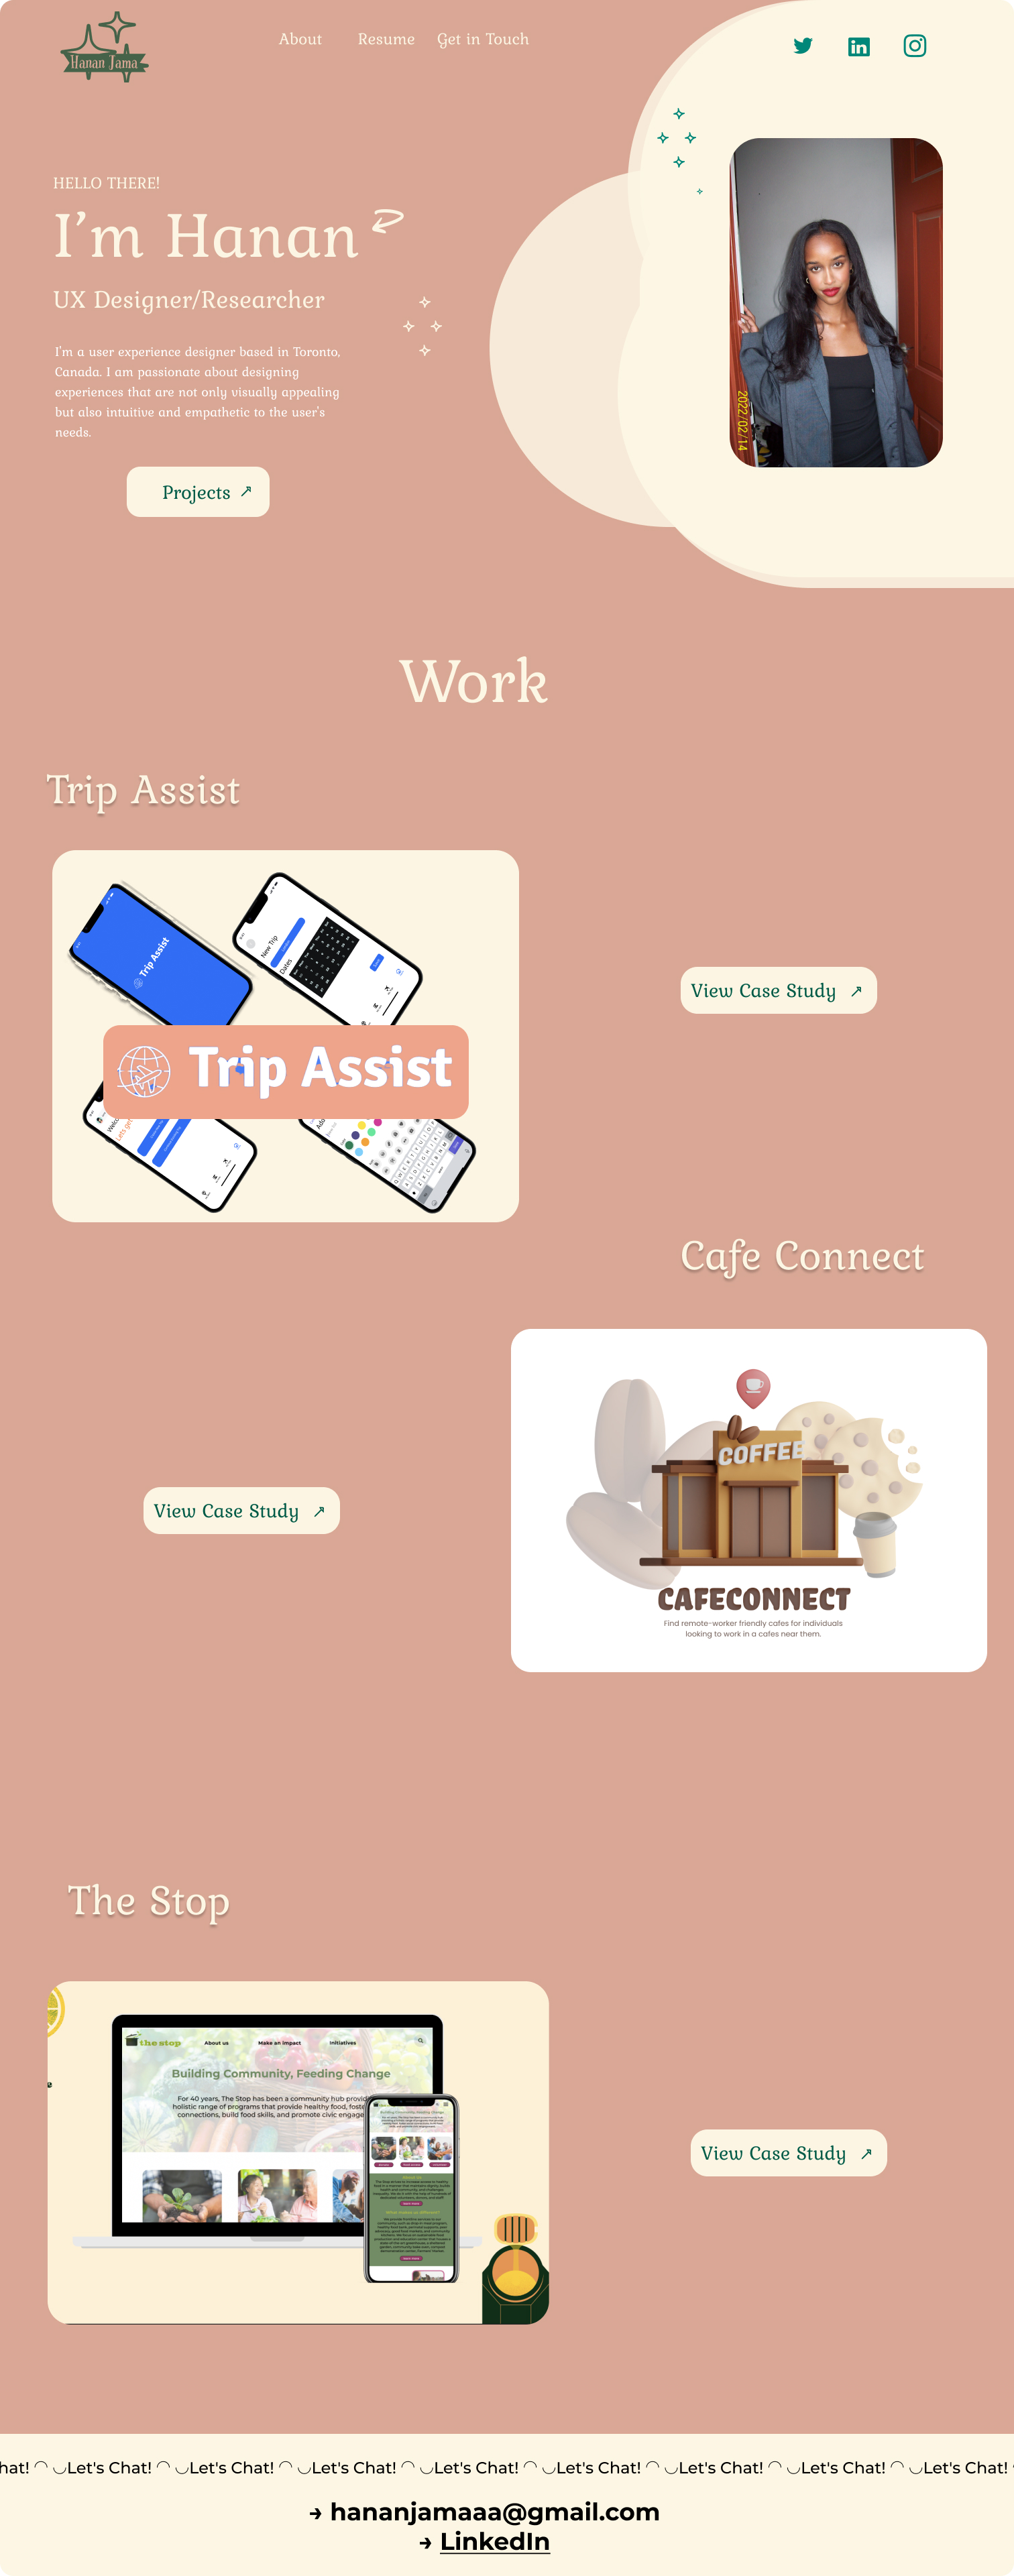 Hanan Jama
About
Resume
Get in Touch
HELLO THERE!
I'm Hanan
UX Designer/Researcher
I'm a user experience designer based in Toronto,
Canada. I am passionate about designing
experiences that are not only visually appealing
but also intuitive and empathetic to the user's
needs.
Projects
2022/02/14
Work
Trip Assist
Trip Assist
New Trip
Dates
Trip Assist
View Case Study
Cafe Connect
COFFEE
CAFECONNECT
Find remote-worker friendly cafes for individuals
looking to work in a cafes near them.
View Case Study
The Stop
the stop
About us
Make an Impact
Initiatives
Building Community, Feeding Change
For 40 years, The Stop has been a community hub
holistic range of programs that provide healthy food,
connections, build food skills, and promote civic
View Case Study
hat! Let's Chat! Let's Chat! Let's Chat! Let's Chat! Let's Chat! Let's Chat! Let's Chat! Let's Chat!
→ hananjamaaa@gmail.com
→ LinkedIn